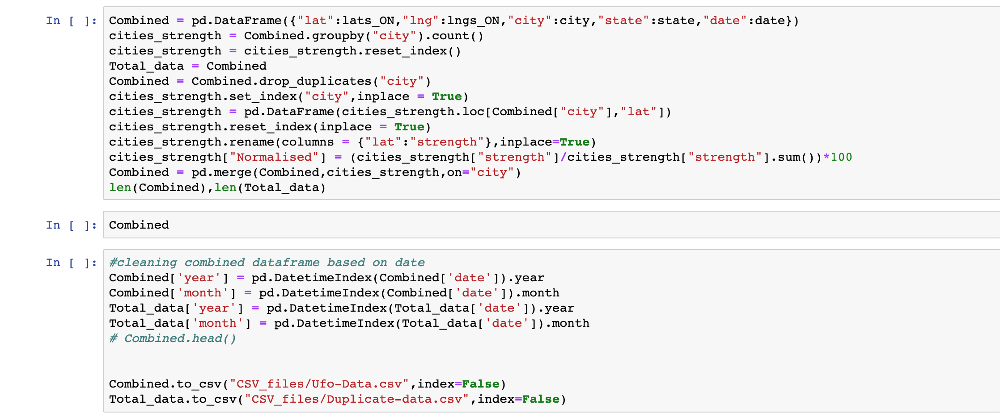 In [ ]: Combined = pd.DataFrame({"lat":lats_ON,"lng":lngs_ON,"city":city,"state":state,"date":date})
cities_strength = Combined.groupby("city").count()
cities_strength = cities_strength.reset_index()
Total_data = Combined
Combined = Combined.drop_duplicates("city")
cities_strength.set_index("city",inplace = True)
cities_strength = pd.DataFrame(cities_strength.loc[Combined["city"],"lat"])
cities_strength.reset_index(inplace = True)
cities_strength.rename(columns = {"lat":"strength"},inplace=True)
cities_strength["Normalised"] = (cities_strength["strength"]/cities_strength["strength"].sum())*100
Combined = pd.merge(Combined,cities_strength,on="city")
len(Combined),len(Total_data)
In [ ]: Combined
In [ ]: #cleaning combined dataframe based on date
Combined['year'] = pd.DatetimeIndex(Combined['date']).year
Combined['month'] = pd.DatetimeIndex(Combined['date']).month
Total_data['year'] = pd.DatetimeIndex(Total_data['date']).year
Total_data['month'] = pd.DatetimeIndex(Total_data['date']).month
# Combined.head()
Combined.to_csv("CSV_files/Ufo-Data.csv",index=False)
Total_data.to_csv("CSV_files/Duplicate-data.csv",index=False)